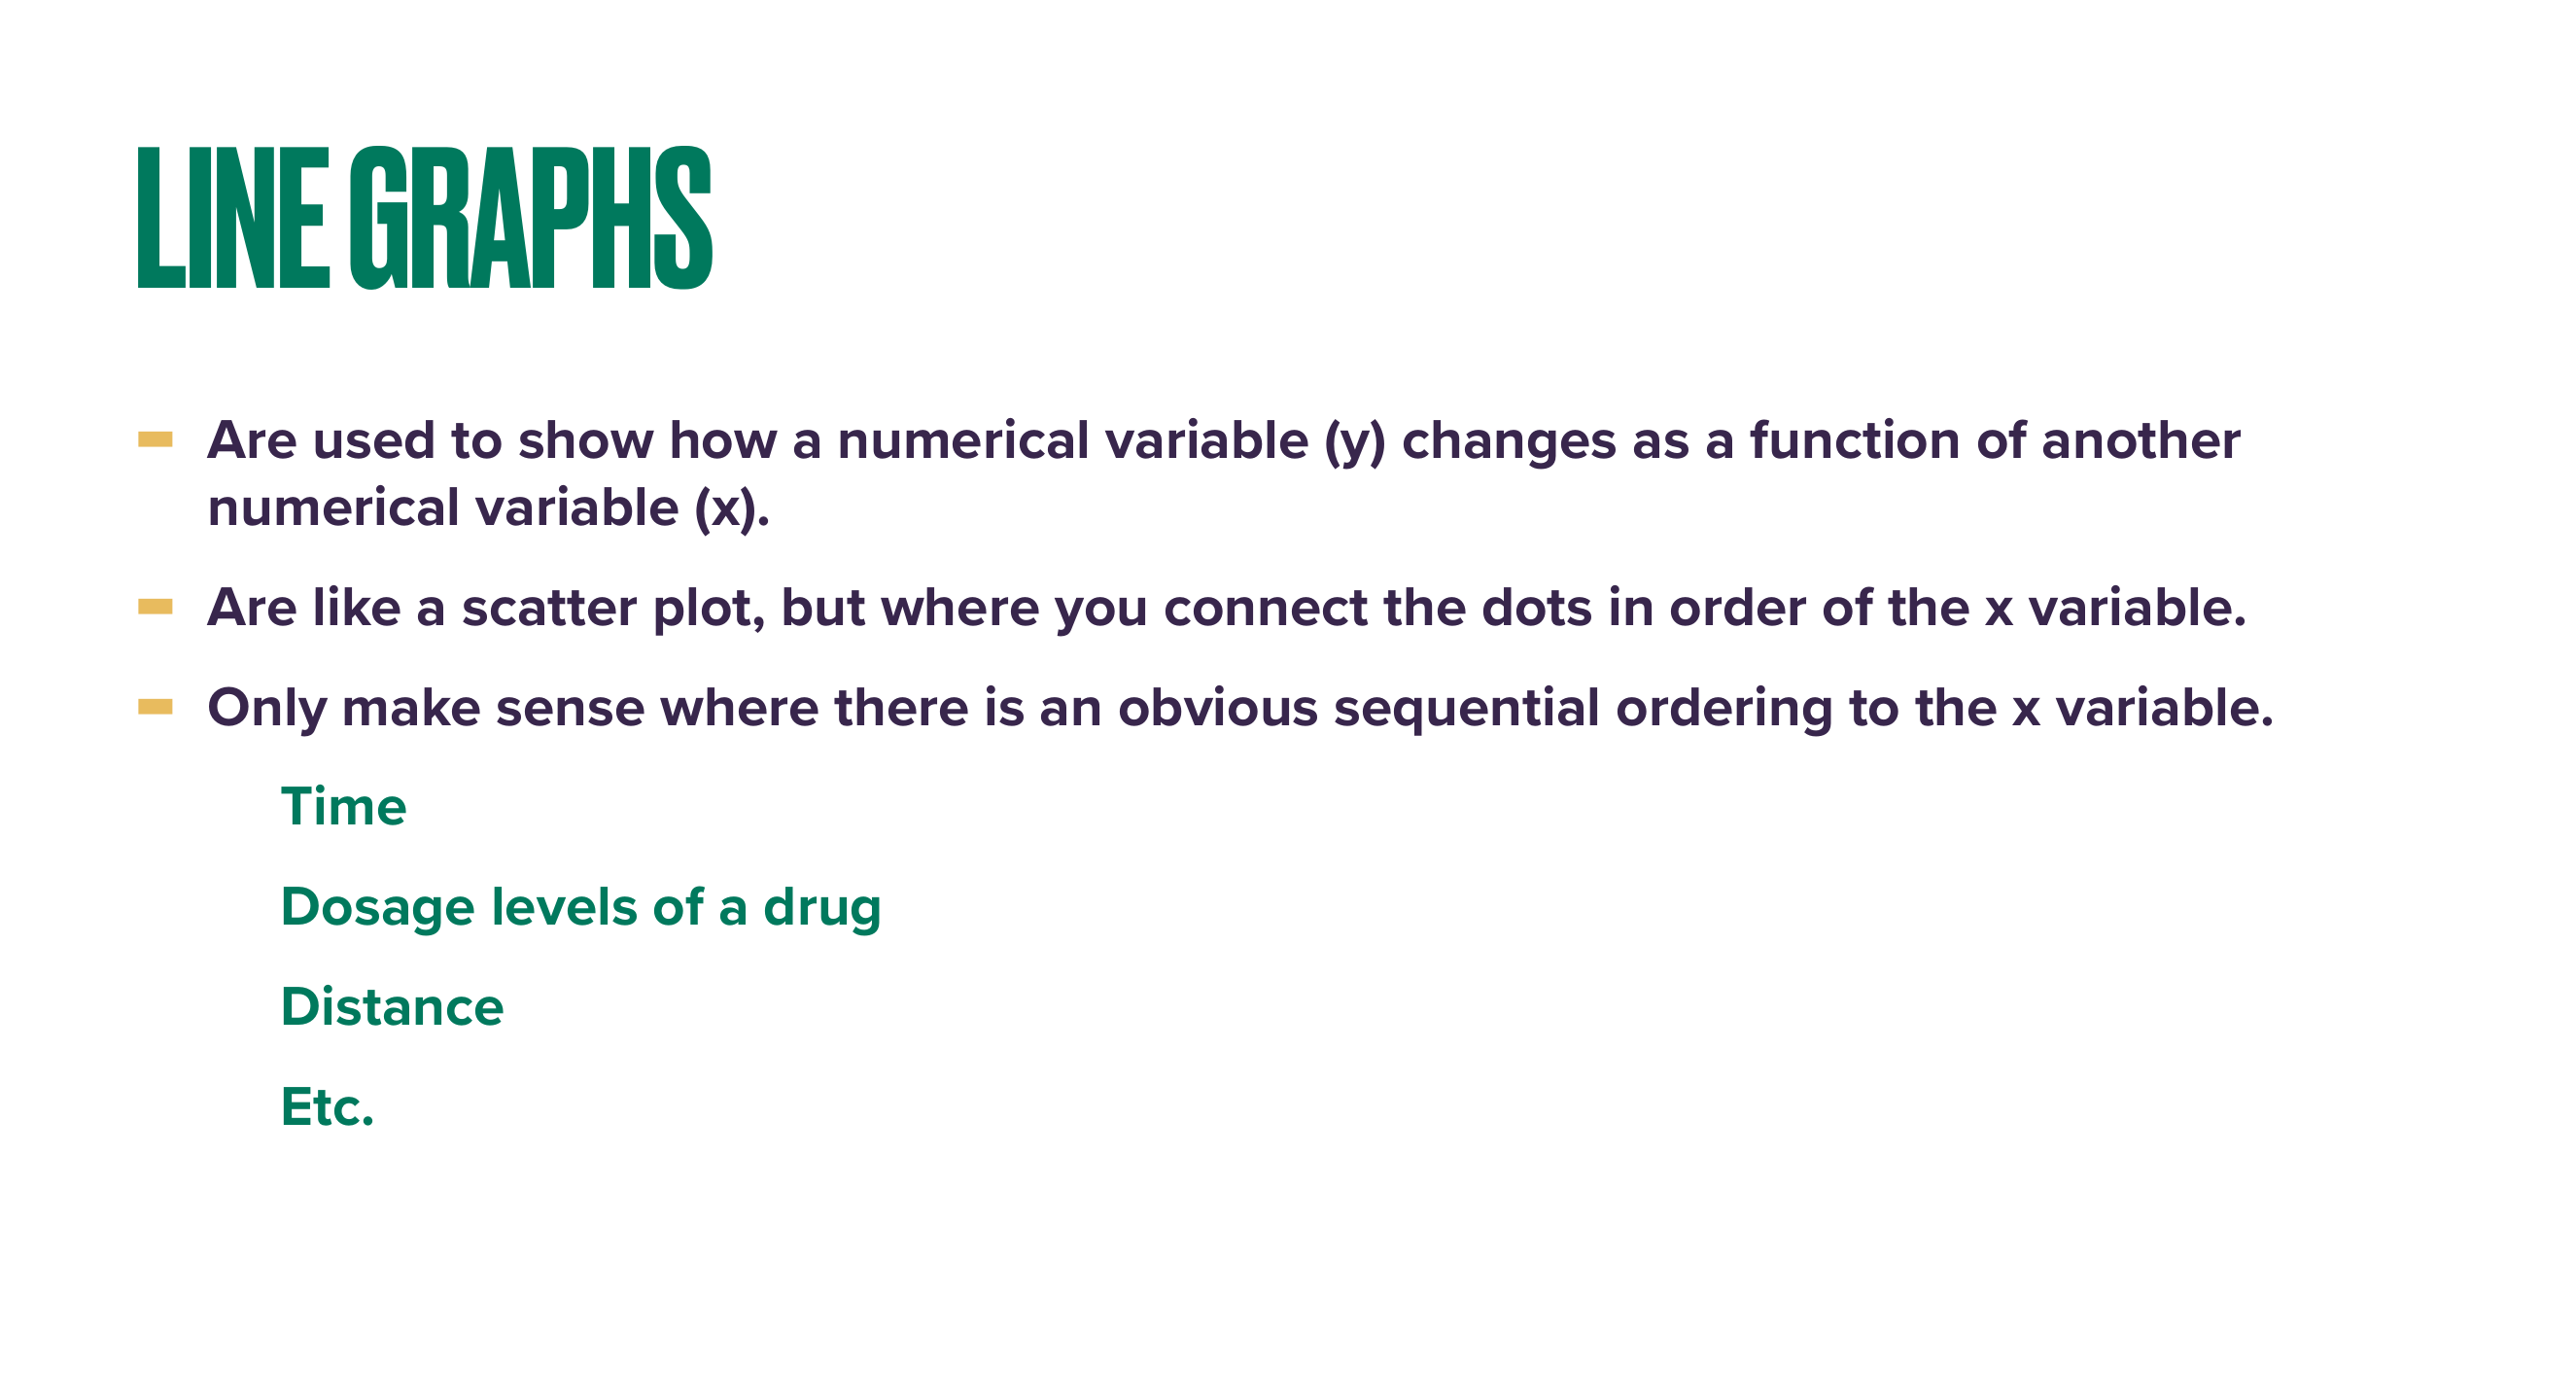 LINE GRAPHS
Are used to show how a numerical variable (y) changes as a function of another
numerical variable (x).
Are like a scatter plot, but where you connect the dots in order of the x variable.
Only make sense where there is an obvious sequential ordering to the x variable.
Time
Dosage levels of a drug
Distance
Etc.